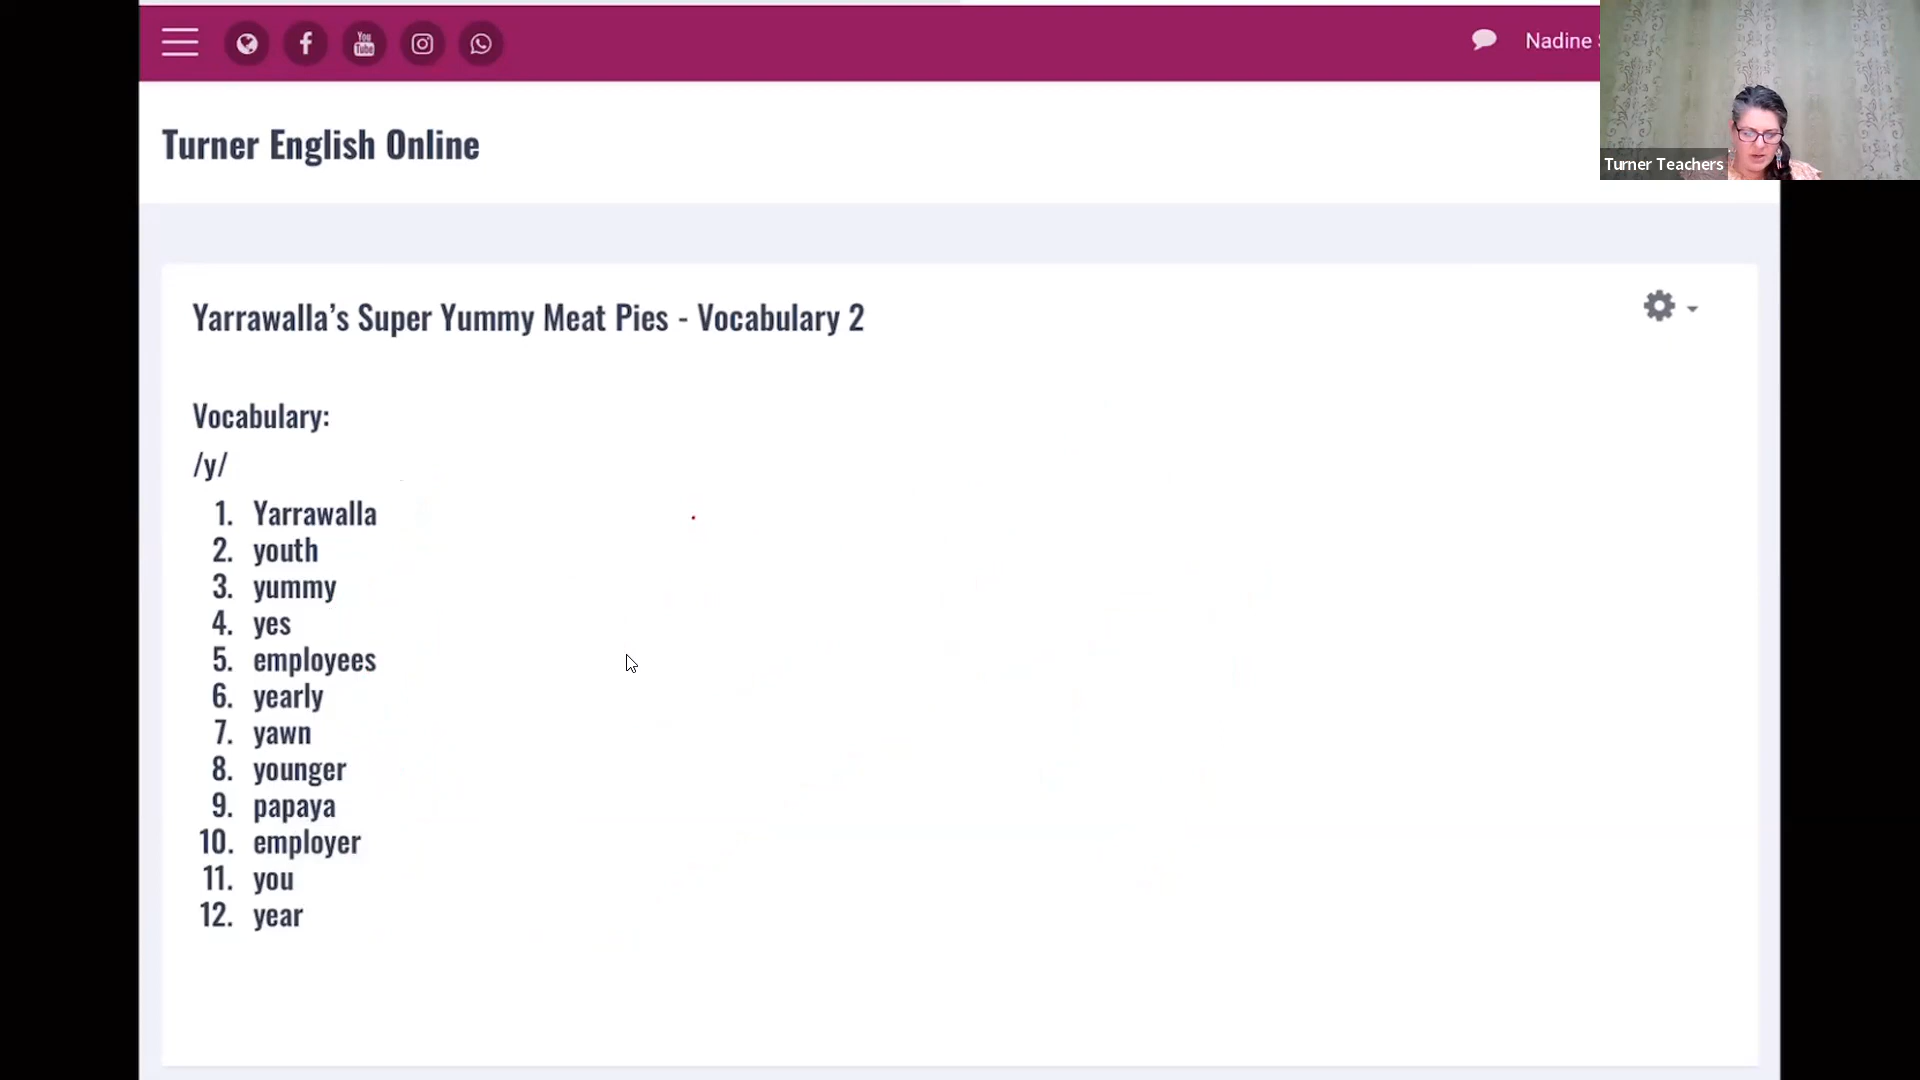 You
Tube
Nadine
Turner Teachers
Turner English Online
Yarrawalla’s Super Yummy Meat Pies - Vocabulary 2
Vocabulary:
/y/
1. Yarrawalla
2. youth
3. yummy
4. yes
5. employees
6. yearly
7. yawn
8. younger
9. papaya
10. employer
11. you
12. year